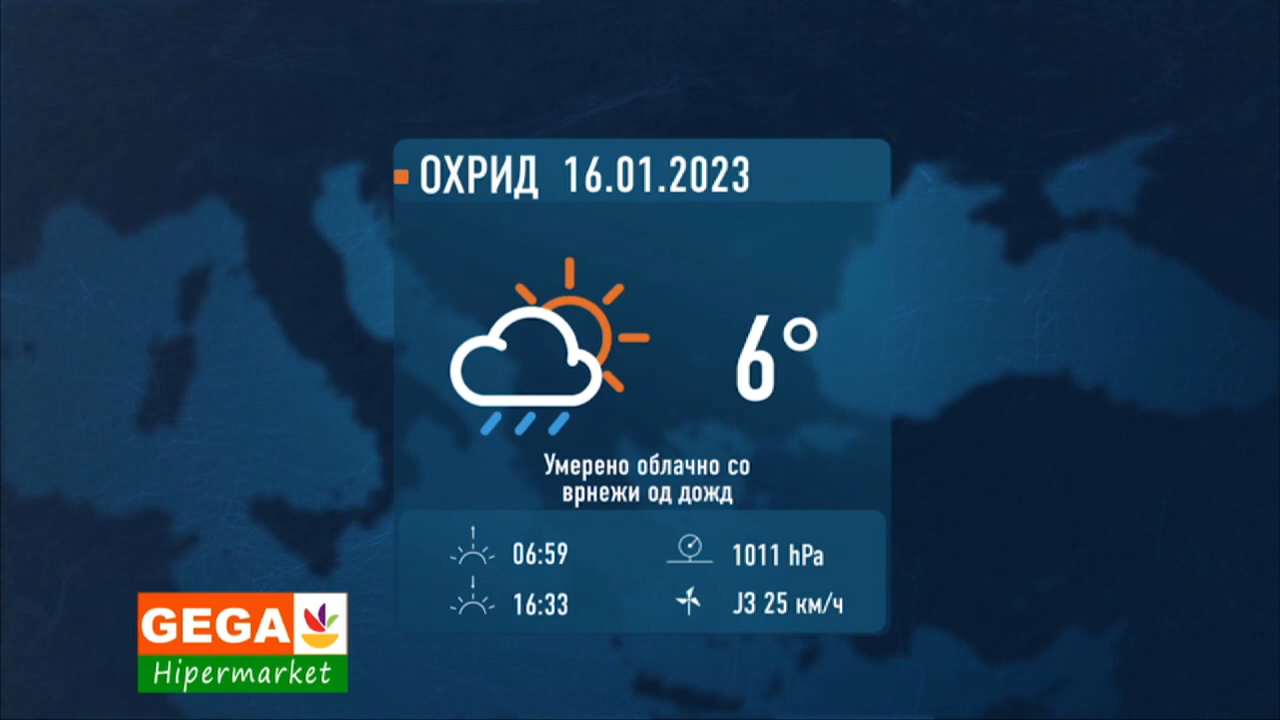 ОХРИД 16.01.2023
6°
Умерено облачно со
врнежи од дожд
06:59
1011 hPa
16:33
ЈЗ 25 км/ч
GEGA
Hipermarket